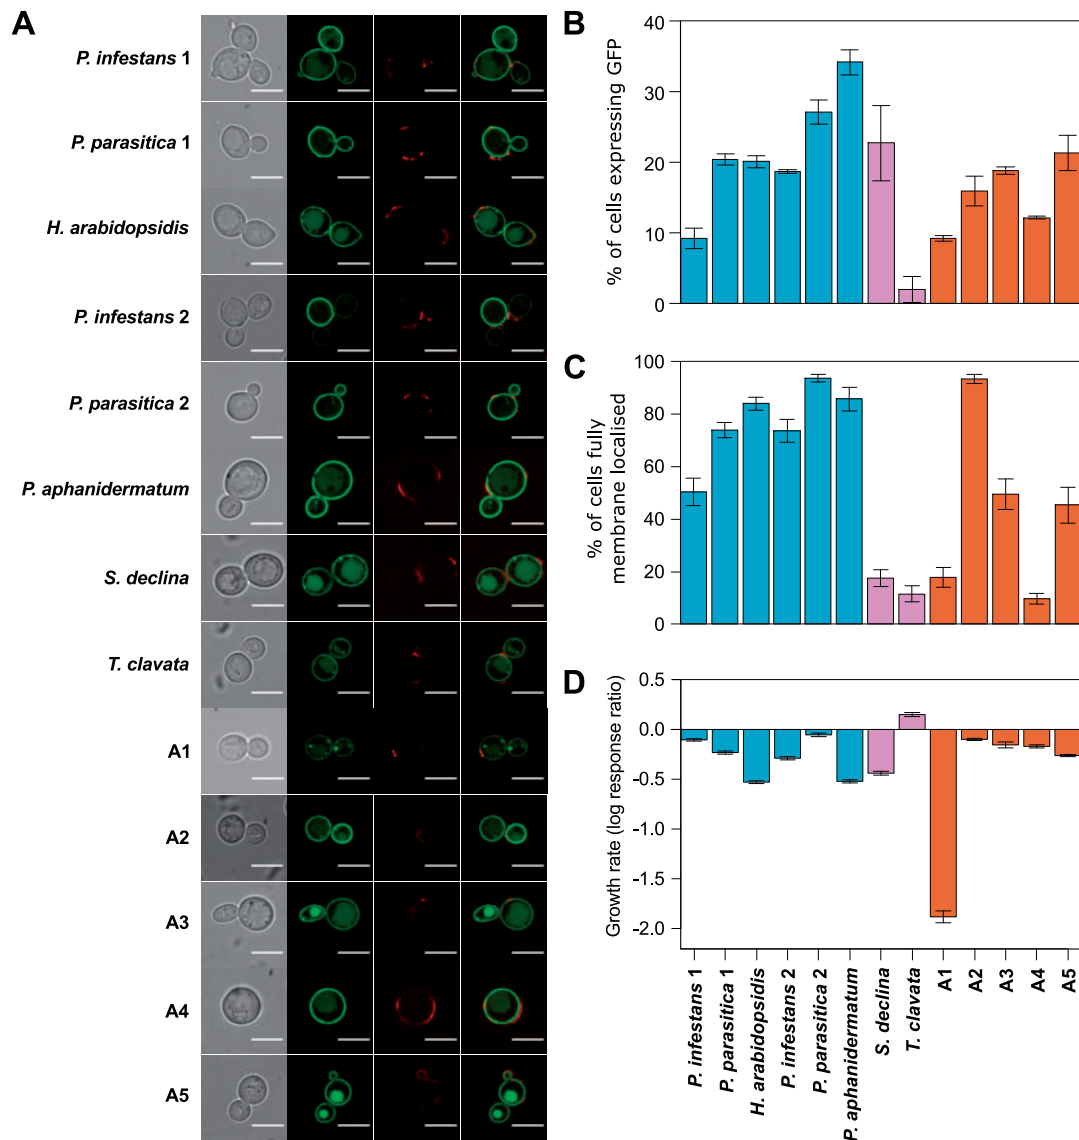 A
P. infestans 1
P. parasitica 1
H. arabidopsidis
P. infestans 2
P. parasitica 2
P. aphanidermatum
S. declina
T. clavata
A1
A2
A3
A4
A5
B
% of cells expressing GFP
40
30
20
10
0
C
% of cells fully
membrane localised
100
80
60
40
20
0
D
Growth rate (log response ratio)
0.5
0.0
-0.5
-1.0
-1.5
-2.0
P. infestans 1
P. parasitica 1
H. arabidopsidis
P. infestans 2
P. parasitica 2
P. aphanidermatum
S. declina
T. clavata
A1
A2
A3
A4
A5